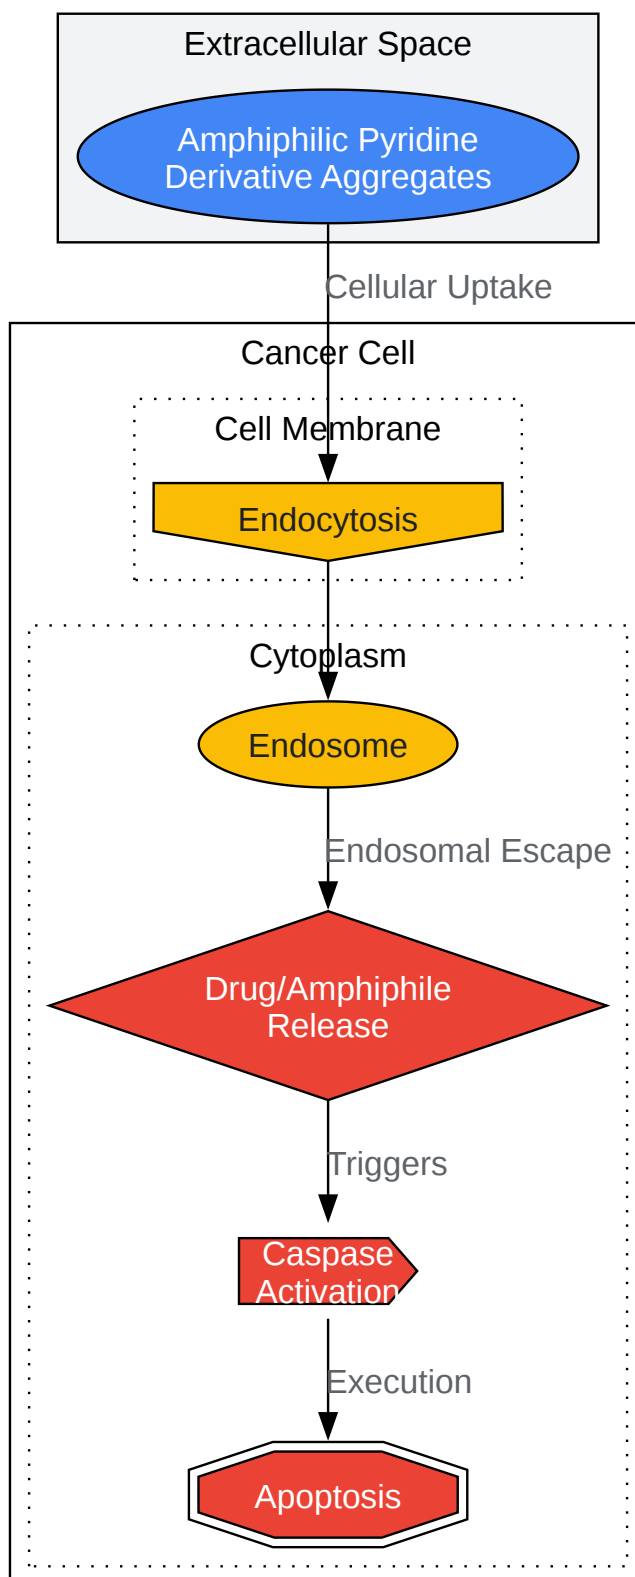 Extracellular Space
Amphiphilic Pyridine
Derivative Aggregates
Cellular Uptake
Cancer Cell
Cell Membrane
Endocytosis
Cytoplasm
Endosome
Endosomal Escape
Drug/Amphiphile
Release
Triggers
Caspase
Activation
Execution
Apoptosis